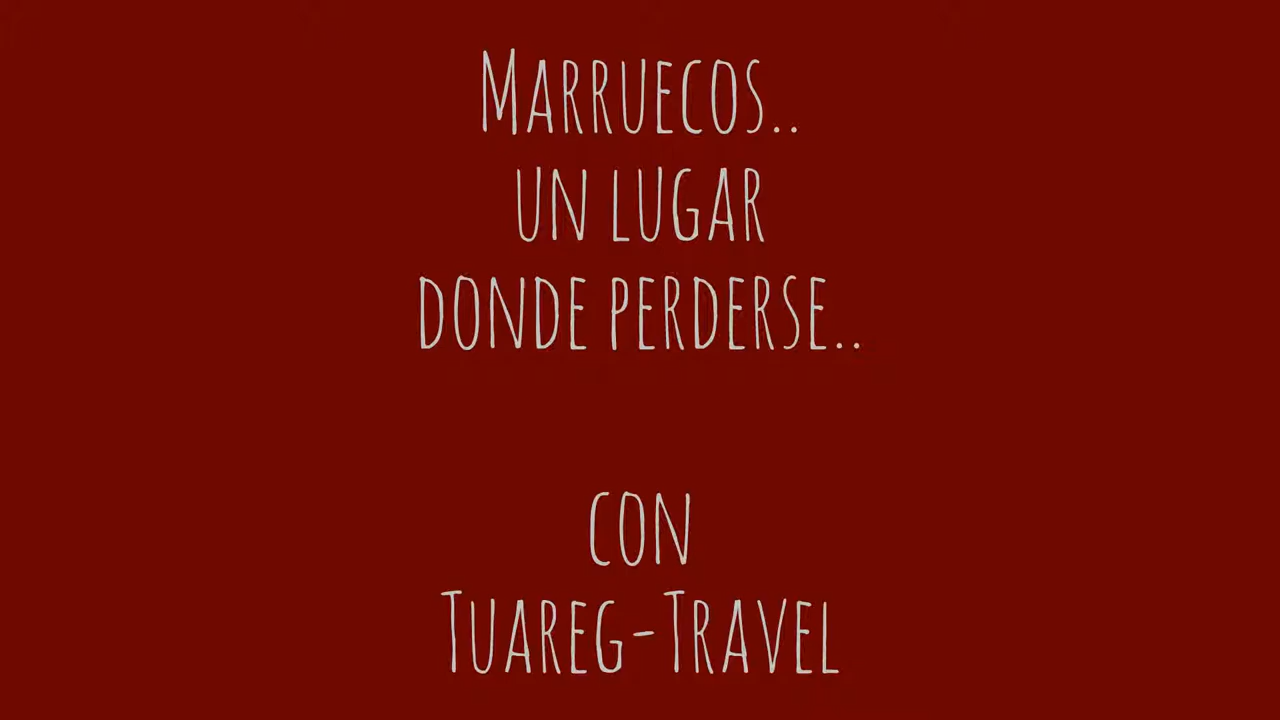 Marruecos..
un lugar
donde perderse..
con
Tuareg-Travel